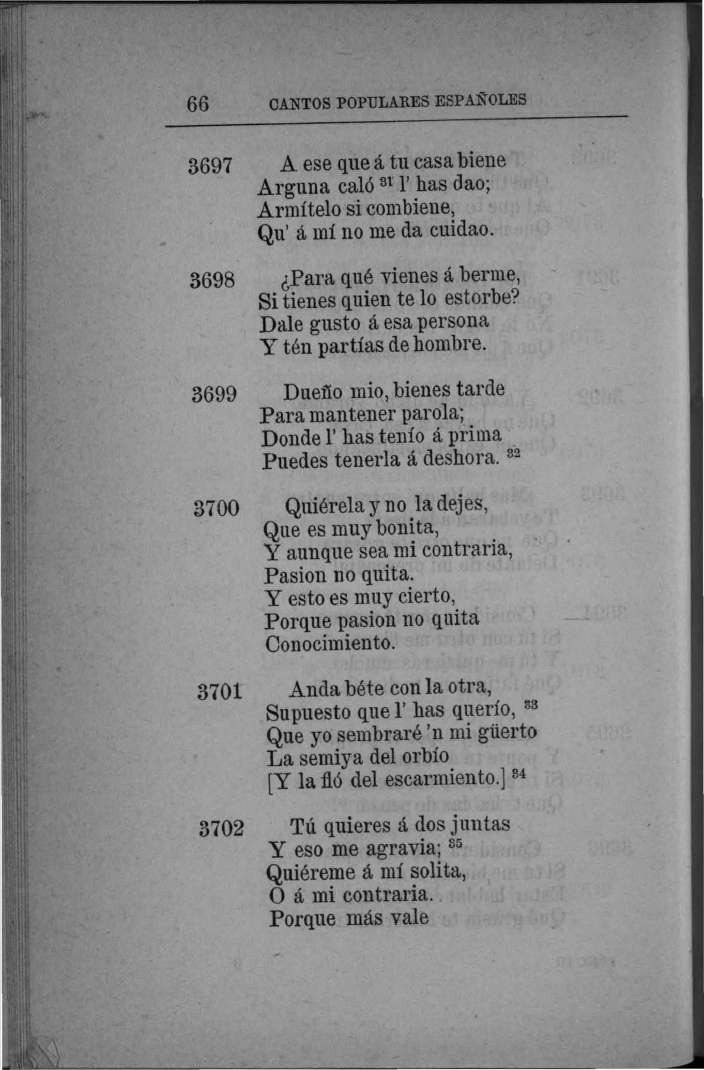 66 CANTOS POPULARES ESPAÑOLES
3697 A ese que á tu casa biene
Arguna caló ³¹ l' has dao;
Armítelo si combiene,
Qu' á mí no me da cuidao.
3698 ¿Para qué vienes á berme,
Si tienes quien te lo estorbe?
Dale gusto á esa persona
Y tén partías de hombre.
3699 Dueño mio, bienes tarde
Para mantener parola;
Donde l' has tenío á prima
Puedes tenerla á deshora. ³²
3700 Quiérela y no la dejes,
Que es muy bonita,
Y aunque sea mi contraria,
Pasion no quita.
Y esto es muy cierto,
Porque pasion no quita
Conocimiento.
3701 Anda béte con la otra,
Supuesto que l' has querío, ³³
Que yo sembraré 'n mi güerto
La semiya del orbío
[Y la fló del escarmiento.] ³⁴
3702 Tú quieres á dos juntas
Y eso me agravia; ³⁵
Quiéreme á mí solita,
O á mi contraria.
Porque más vale